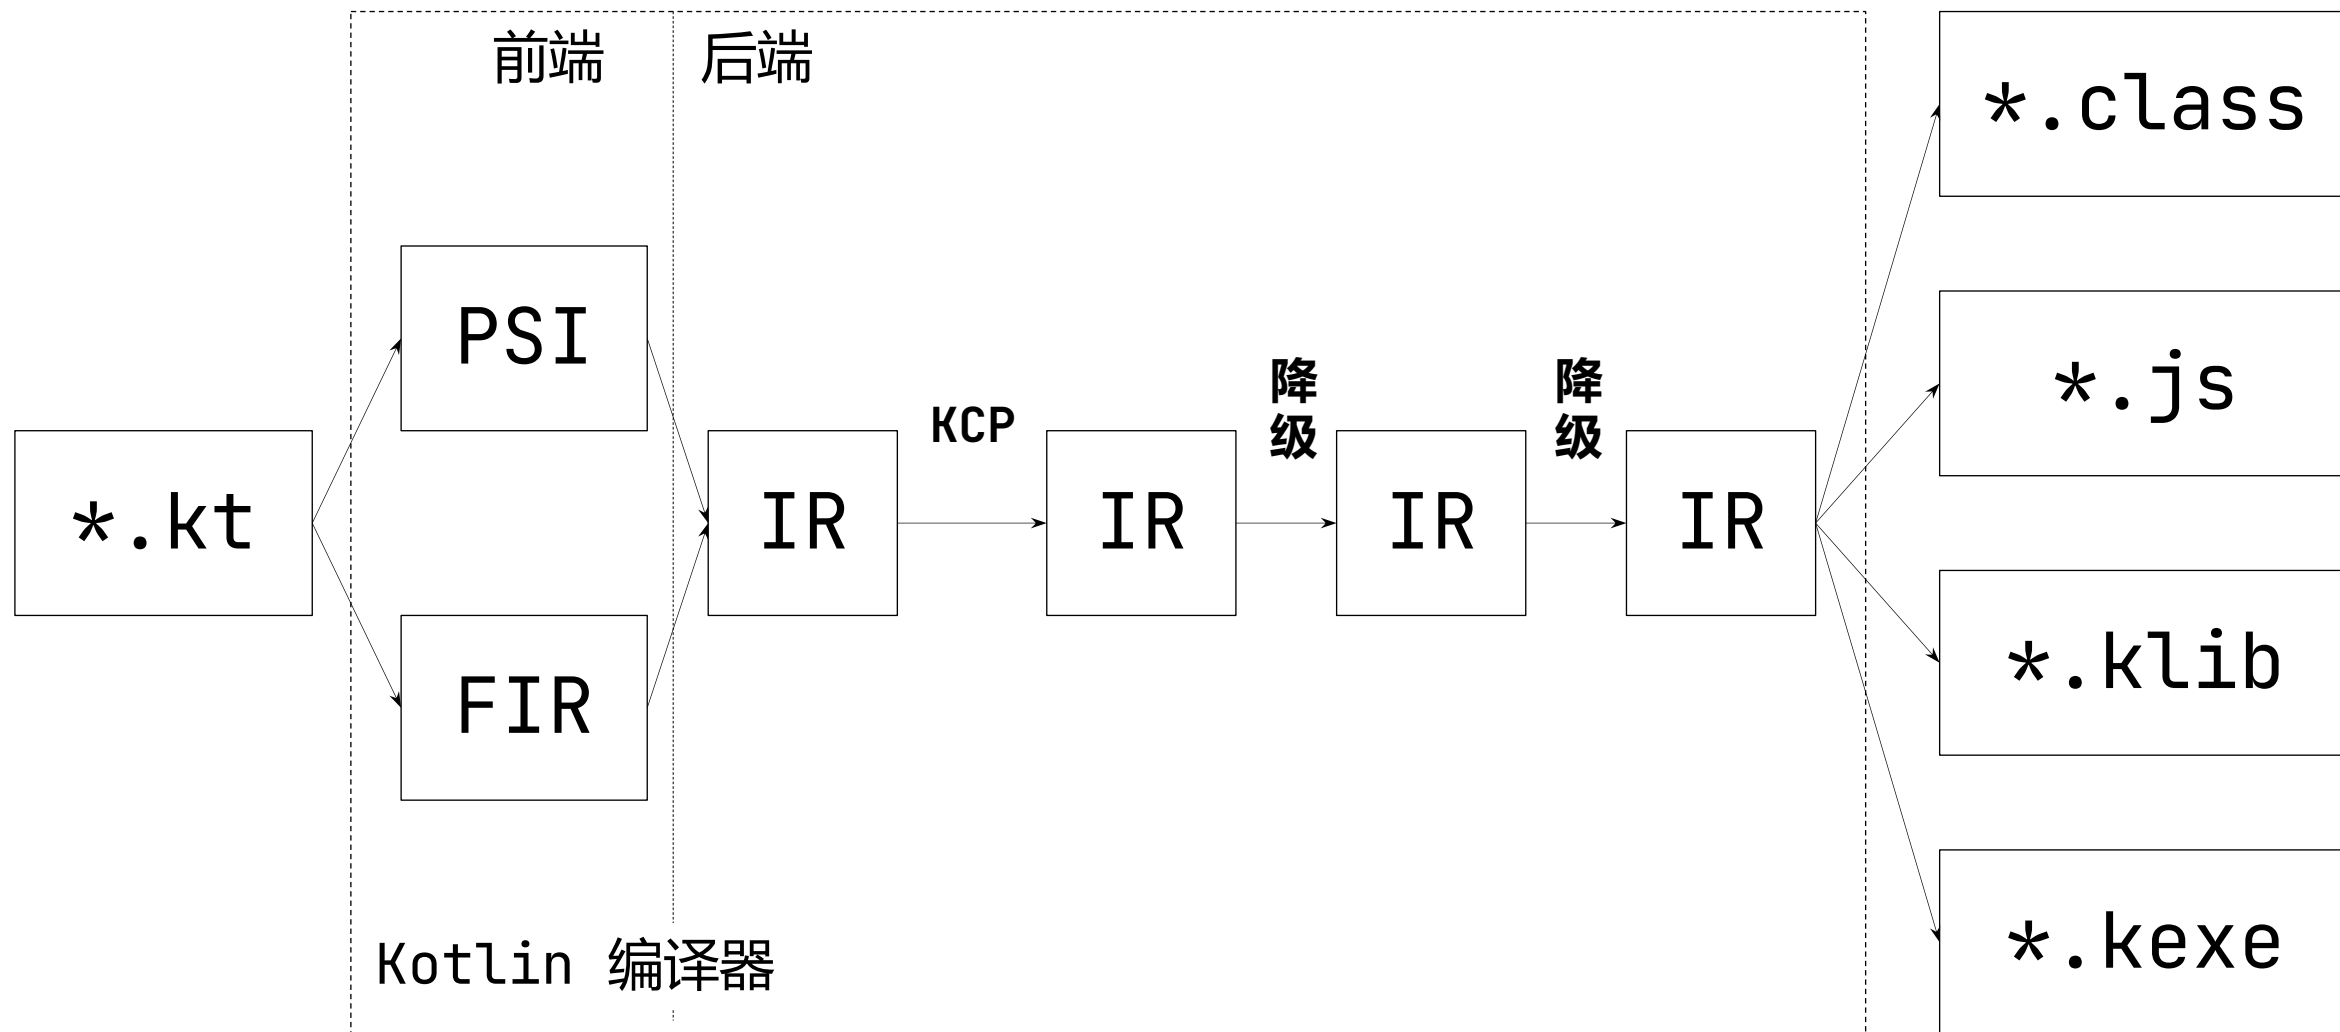 前端
后端
*.class
PSI
*.js
KCP
降
级
降
级
*.kt
IR
IR
IR
IR
*.klib
FIR
*.kexe
Kotlin 编译器